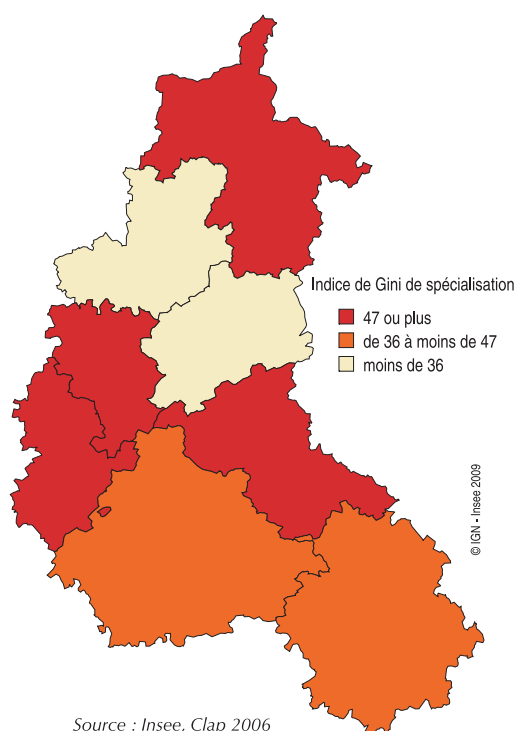 Indice de Gini de spécialisation
47 ou plus
de 36 à moins de 47
moins de 36
© IGN - Insee 2009
Source : Insee, Clap 2006